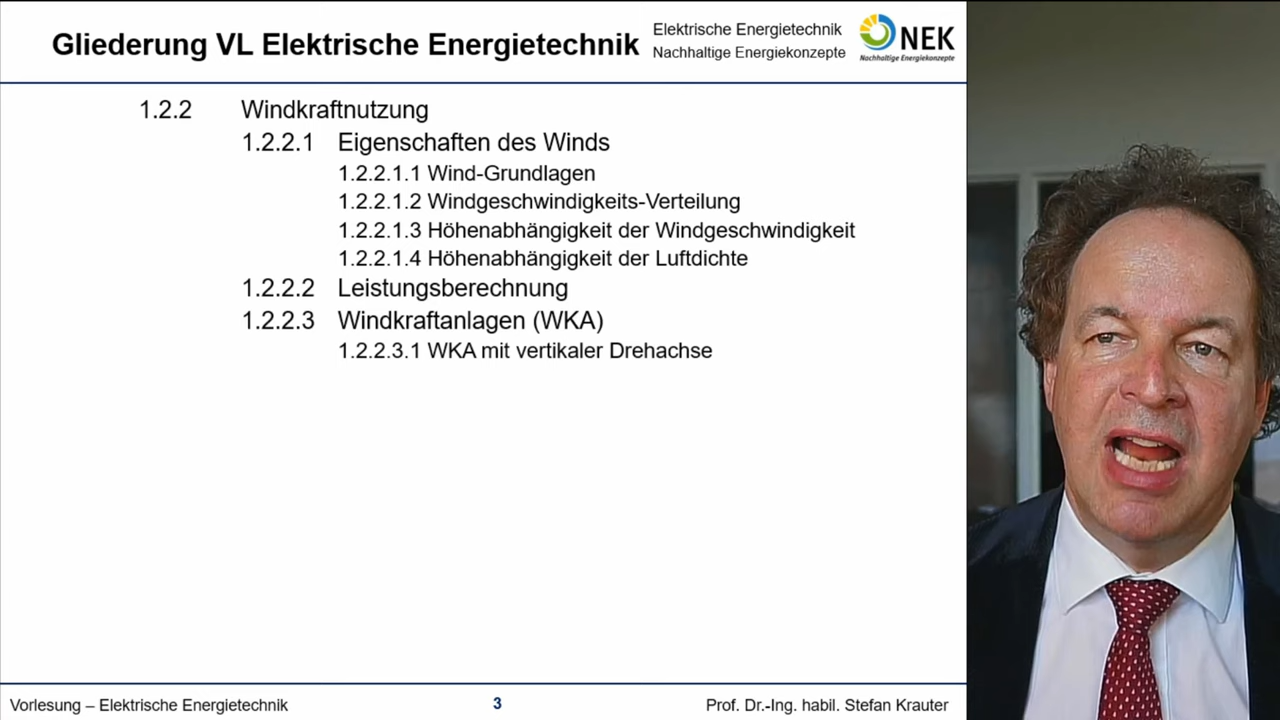 Gliederung VL Elektrische Energietechnik
Elektrische Energietechnik
Nachhaltige Energiekonzepte
NEK
Nachhaltige Energiekonzepte
1.2.2 Windkraftnutzung
1.2.2.1 Eigenschaften des Winds
1.2.2.1.1 Wind-Grundlagen
1.2.2.1.2 Windgeschwindigkeits-Verteilung
1.2.2.1.3 Höhenabhängigkeit der Windgeschwindigkeit
1.2.2.1.4 Höhenabhängigkeit der Luftdichte
1.2.2.2 Leistungsberechnung
1.2.2.3 Windkraftanlagen (WKA)
1.2.2.3.1 WKA mit vertikaler Drehachse
Vorlesung – Elektrische Energietechnik
3
Prof. Dr.-Ing. habil. Stefan Krauter